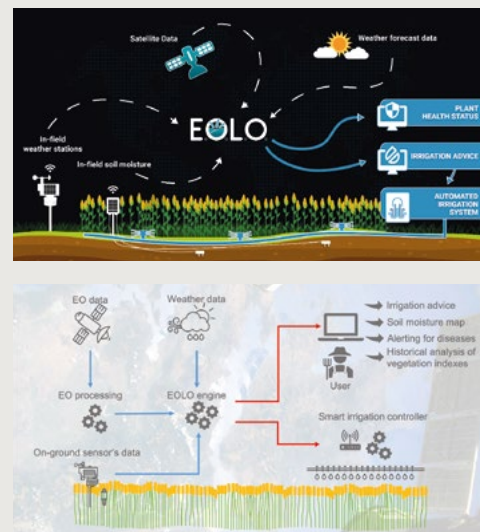 Satellite Data
Weather forecast data
EOLO
PLANT
HEALTH STATUS
In-field
weather stations
In-field soil moisture
IRRIGATION ADVICE
AUTOMATED
IRRIGATION
SYSTEM
EO data
Weather data
Irrigation advice
Soil moisture map
Alerting for diseases
Historical analysis of
vegetation indexes
User
EO processing
EOLO engine
Smart irrigation controller
On-ground sensor's data